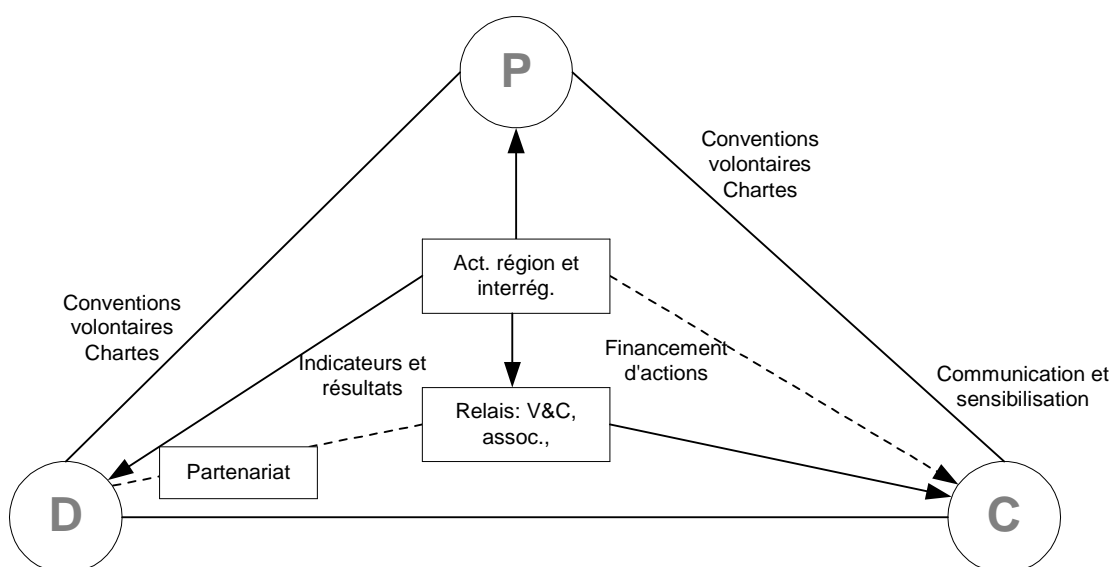 P
Conventions
volontaires
Chartes
Act. région et
interrég.
Conventions
volontaires
Chartes
Indicateurs et
résultats
Financement
d'actions
Communication et
sensibilisation
Relais: V&C,
assoc.,
Partenariat
D
C